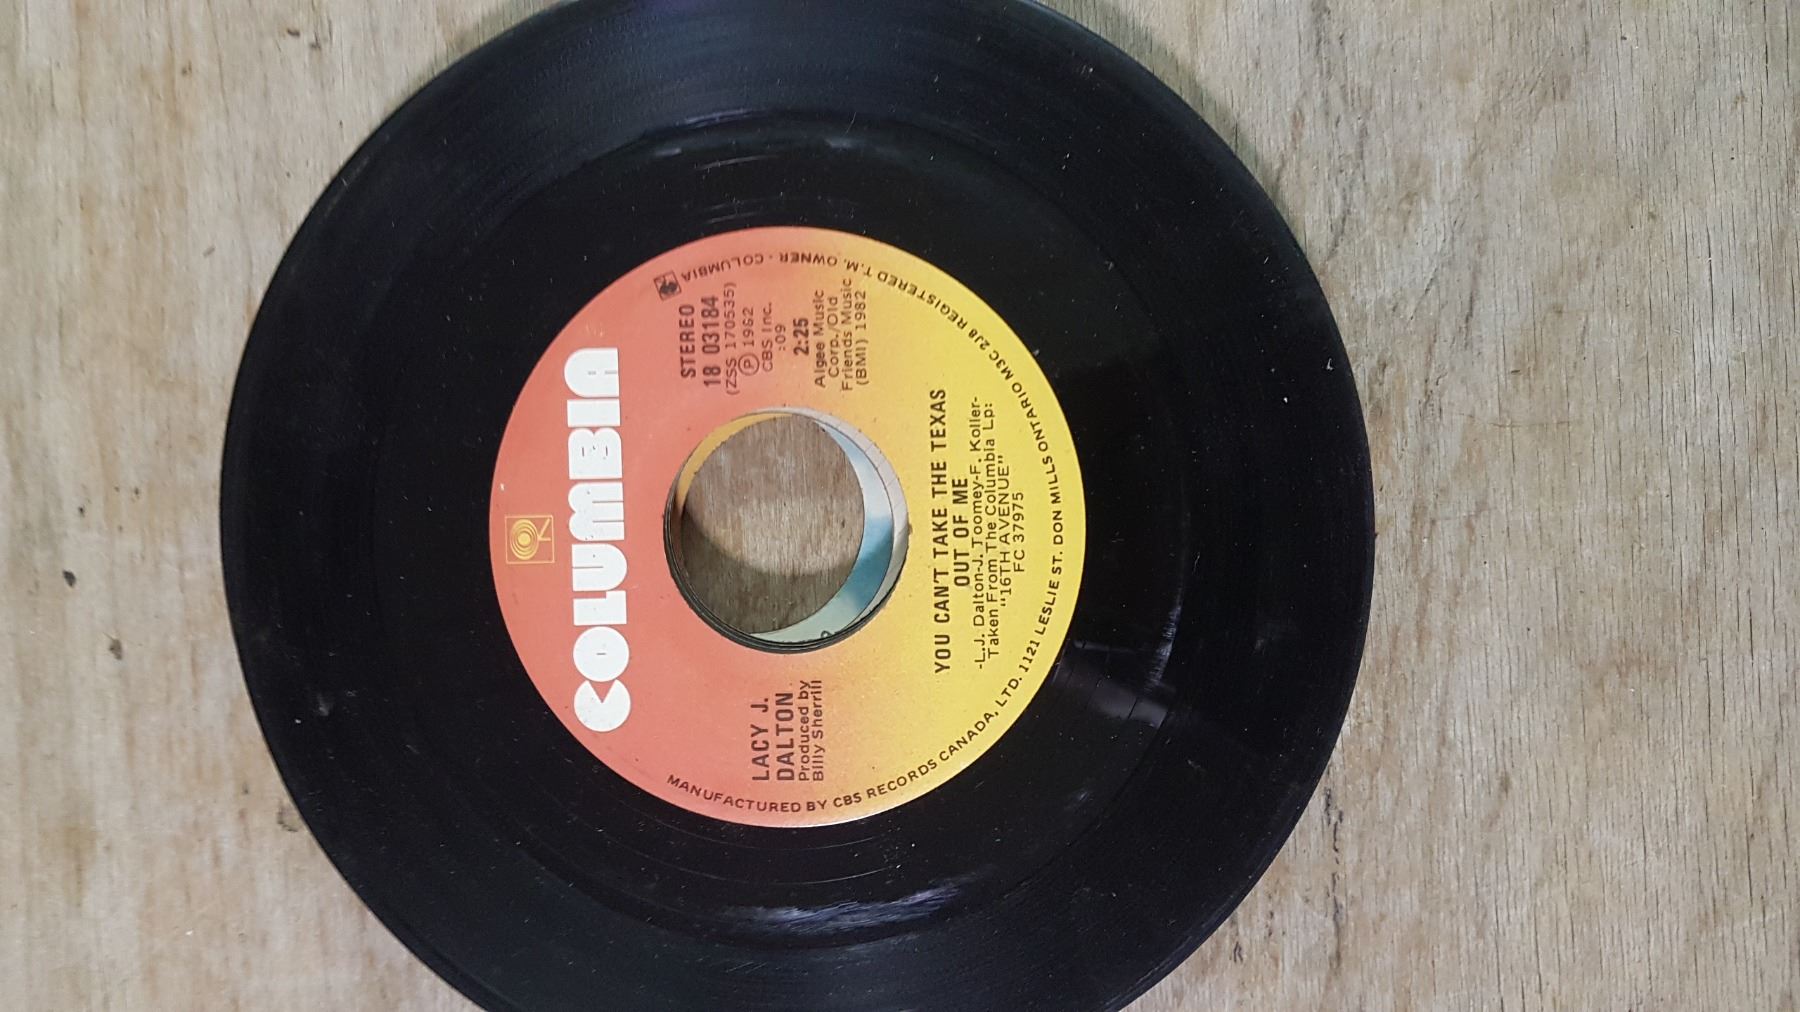 COLUMBIA
STEREO
18 03184
(ZSS 170535)
Ⓟ 1982
CBS Inc.
:09
2:25
Algee Music
Corp./Old
Friends Music
(BMI) 1982
LACY J.
DALTON
Produced by
Billy Sherrill
YOU CAN'T TAKE THE TEXAS
OUT OF ME
-L.J. Dalton-J. Toomey-F. Koller-
Taken From The Columbia Lp:
"16TH AVENUE"
FC 37975
MANUFACTURED BY CBS RECORDS CANADA, LTD. 1121 LESLIE ST. DON MILLS ONTARIO M3C 2J8 REGISTERED T.M. OWNER · COLUMBIA